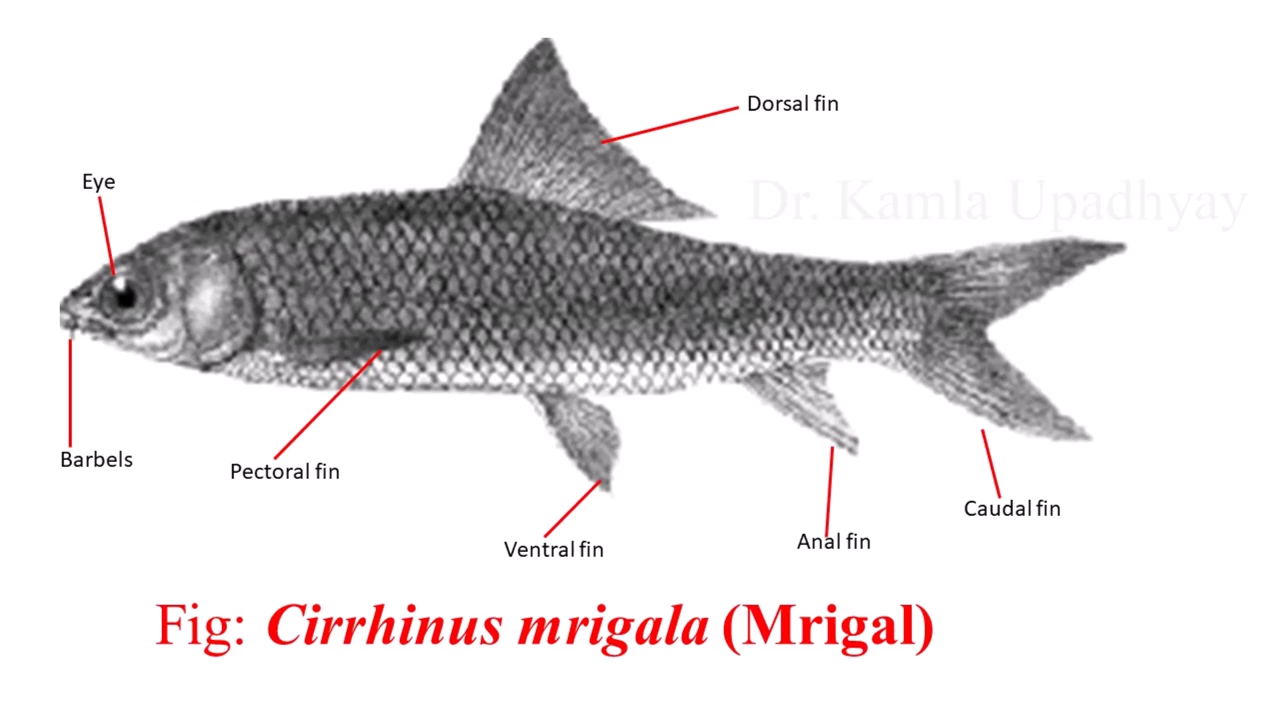 Dorsal fin
Eye
Dr. Kamla Upadhyay
Barbels
Pectoral fin
Caudal fin
Anal fin
Ventral fin
Fig: Cirrhinus mrigala (Mrigal)